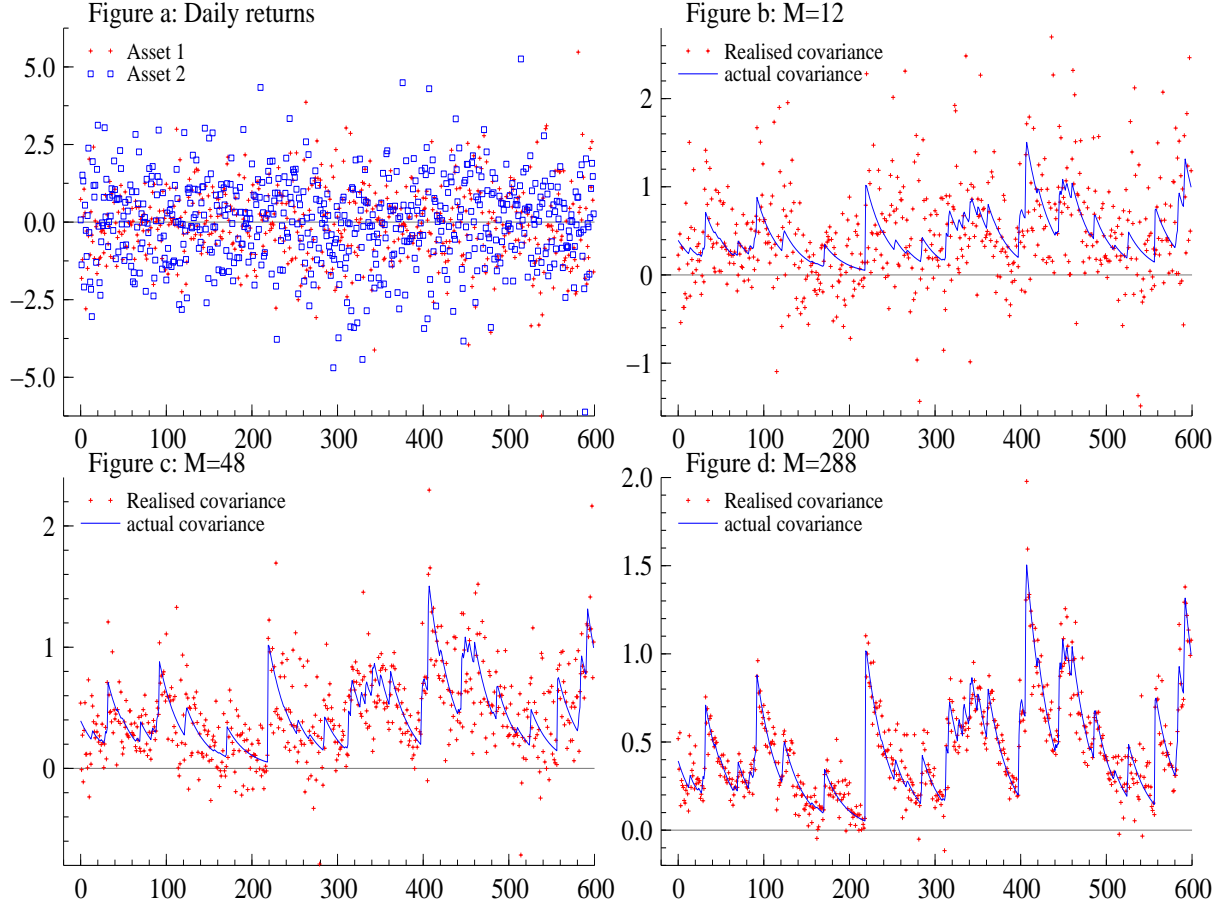 Figure a: Daily returns
Asset 1
Asset 2
5.0
2.5
0.0
−2.5
−5.0
0 100 200 300 400 500 600
Figure b: M=12
Realised covariance
actual covariance
2
1
0
−1
0 100 200 300 400 500 600
Figure c: M=48
Realised covariance
actual covariance
2
1
0
0 100 200 300 400 500 600
Figure d: M=288
Realised covariance
actual covariance
2.0
1.5
1.0
0.5
0.0
0 100 200 300 400 500 600